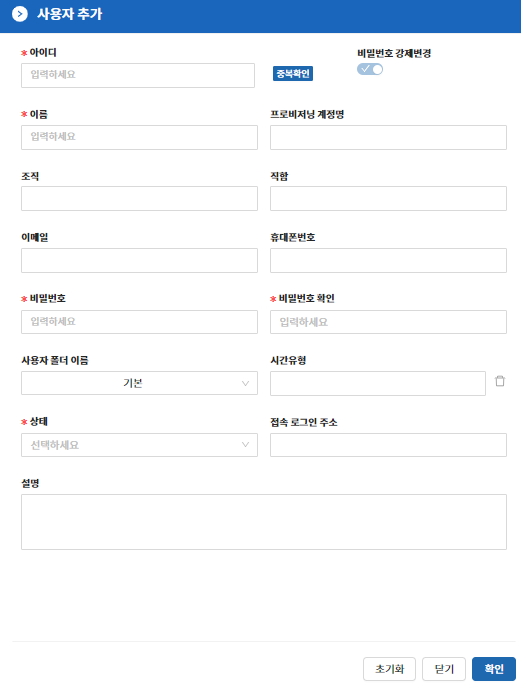 사용자 추가
* 아이디
비밀번호 강제변경
입력하세요
중복확인
* 이름
프로비저닝 계정명
입력하세요
조직
직함
이메일
휴대폰번호
* 비밀번호
* 비밀번호 확인
입력하세요
입력하세요
사용자 폴더 이름
시간유형
기본
* 상태
접속 로그인 주소
선택하세요
설명
초기화
닫기
확인